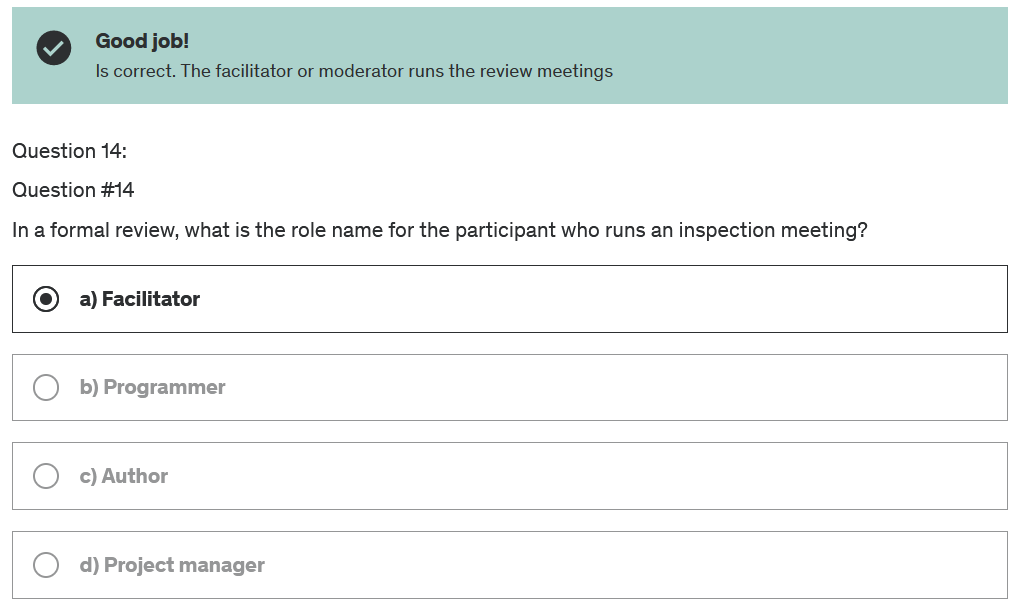 Good job!
Is correct. The facilitator or moderator runs the review meetings
Question 14:
Question #14
In a formal review, what is the role name for the participant who runs an inspection meeting?
a) Facilitator
b) Programmer
c) Author
d) Project manager